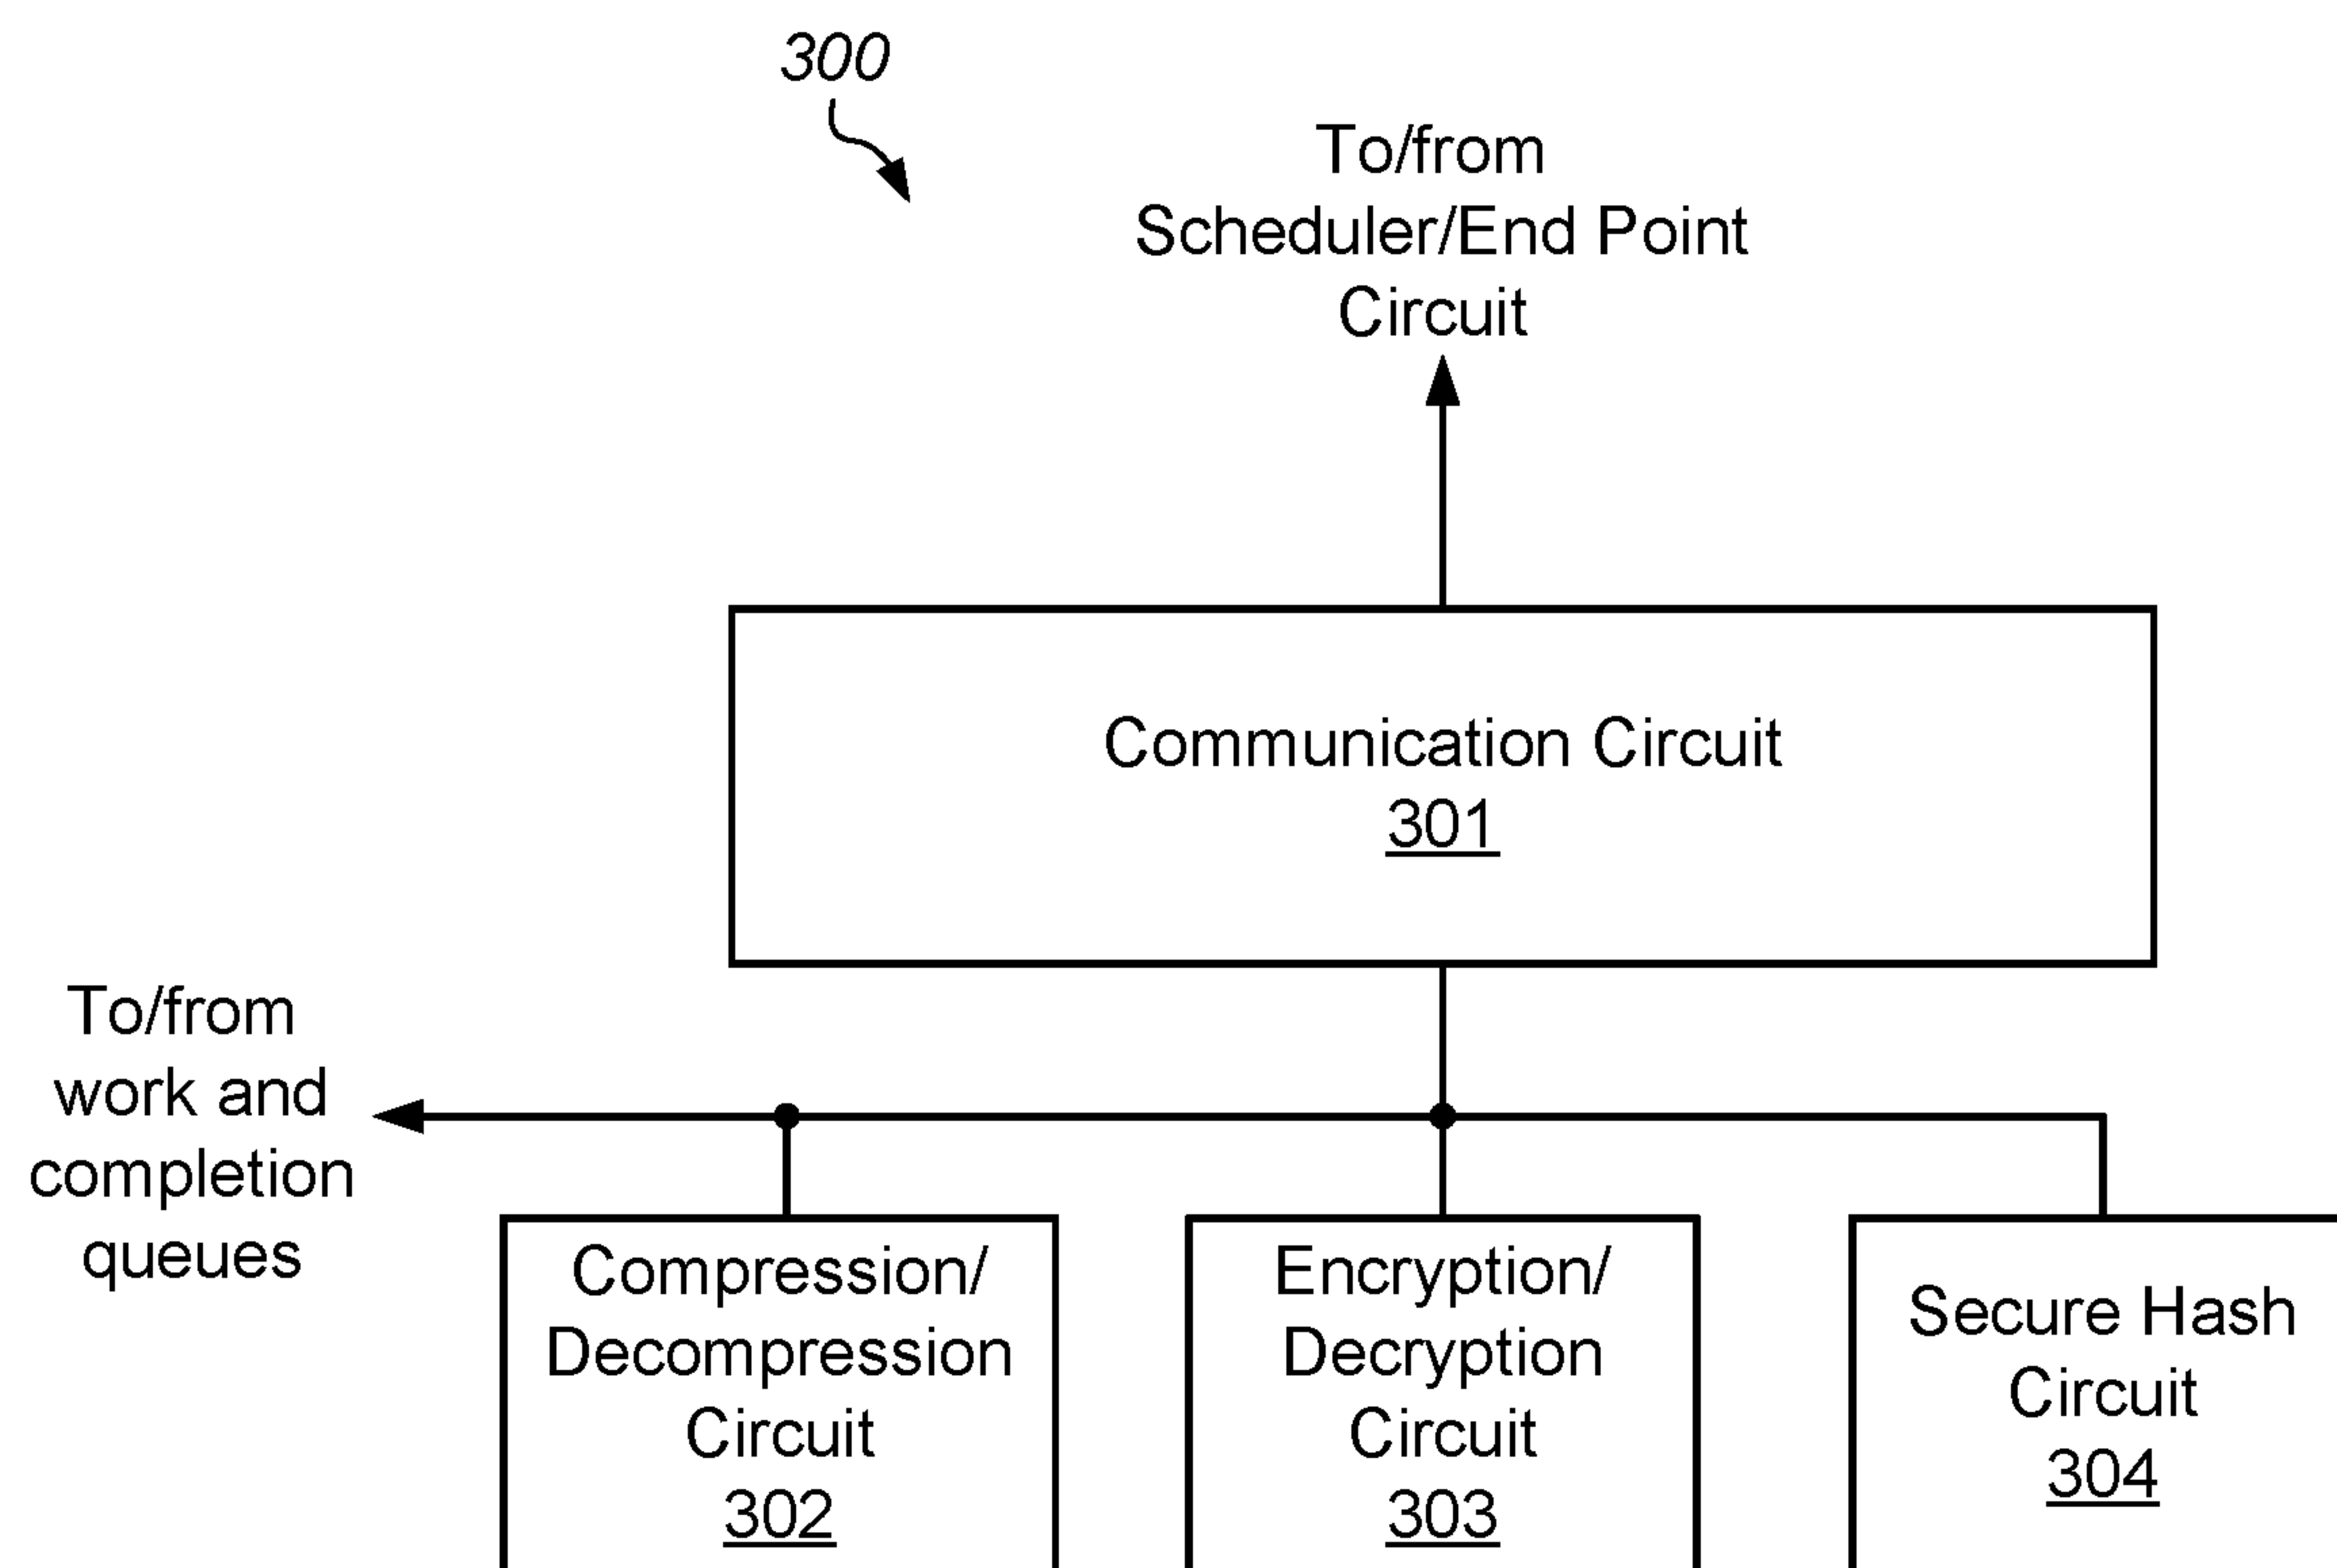 300
To/from
Scheduler/End Point
Circuit
Communication Circuit
301
To/from
work and
completion
queues
Compression/
Decompression
Circuit
302
Encryption/
Decryption
Circuit
303
Secure Hash
Circuit
304